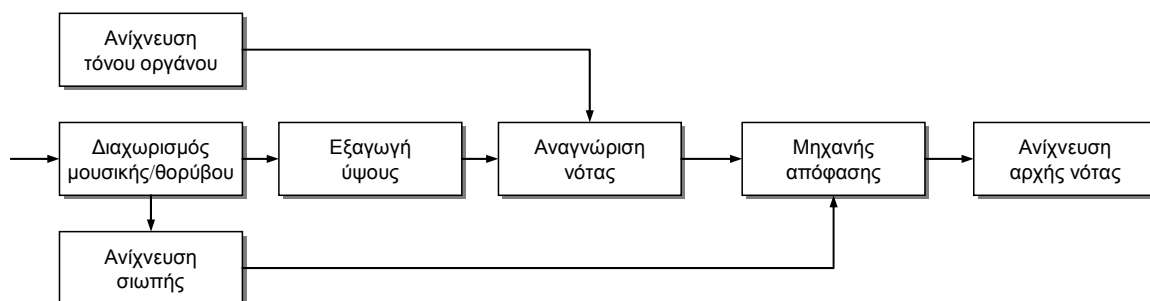 Ανίχνευση
τόνου οργάνου
Διαχωρισμός
μουσικής/θορύβου
Εξαγωγή
ύψους
Αναγνώριση
νότας
Μηχανής
απόφασης
Ανίχνευση
αρχής νότας
Ανίχνευση
σιωπής